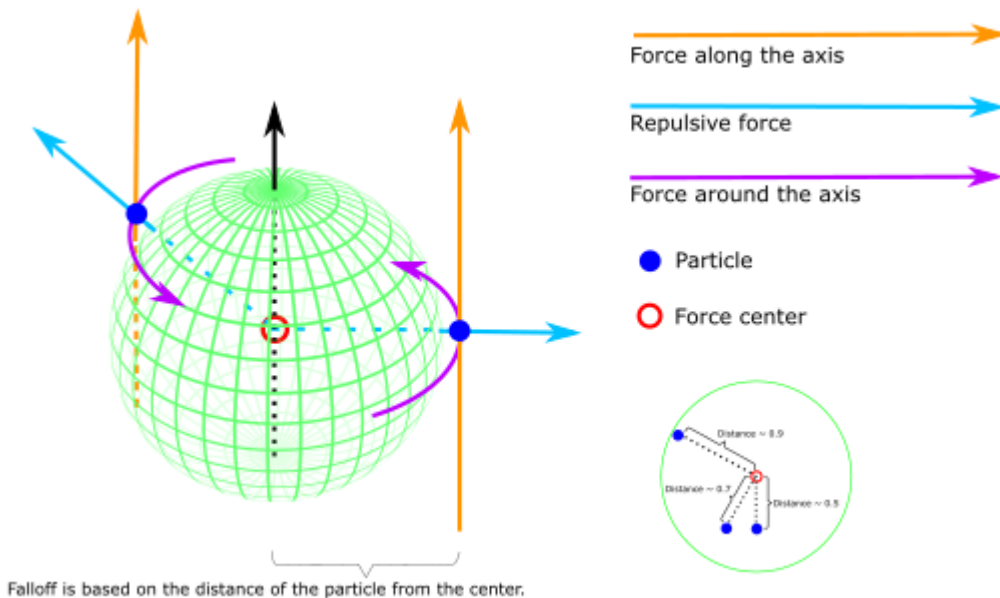 Force along the axis
Repulsive force
Force around the axis
Particle
Force center
Distance ~ 0.9
Distance ~ 0.7
Distance ~ 0.5
Falloff is based on the distance of the particle from the center.